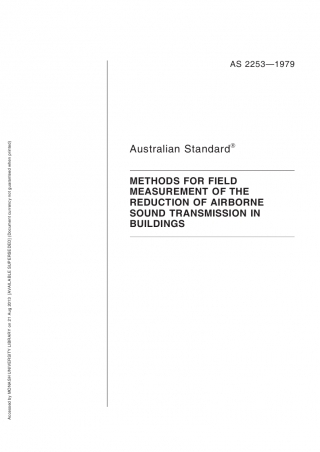 AS 2253—1979
Australian Standard®
METHODS FOR FIELD
MEASUREMENT OF THE
REDUCTION OF AIRBORNE
SOUND TRANSMISSION IN
BUILDINGS
Accessed by MONASH UNIVERSITY LIBRARY on 21 Aug 2013 [AVAILABLE SUPERSEDED] (Document currency not guaranteed when printed)